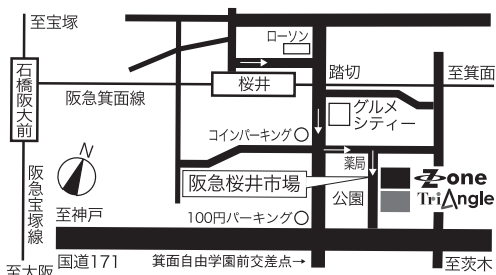 至宝塚
ローソン
石橋阪大前
桜井
踏切
至箕面
阪急箕面線
グルメ
シティー
コインパーキング
N
薬局
阪急宝塚線
阪急桜井市場
Zone
TriAngle
公園
至神戸
100円パーキング
国道171
箕面自由学園前交差点→
至茨木
至大阪